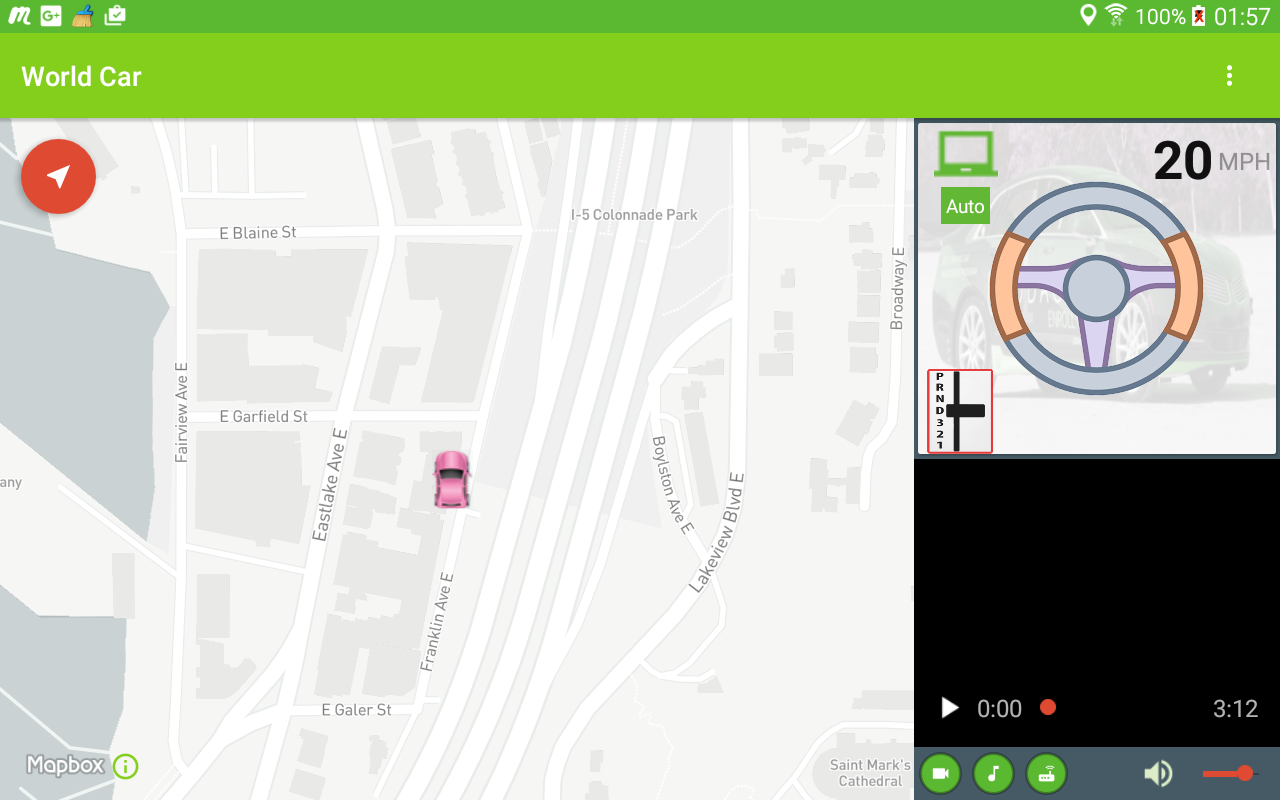 100% 01:57
World Car
I-5 Colonnade Park
E Blaine St
Broadway E
Fairview Ave E
E Garfield St
Eastlake Ave E
Boylston Ave E
Lakeview Blvd E
any
Franklin Ave E
E Galer St
Saint Mark's
Cathedral
Mapbox
20 MPH
Auto
P
R
N
D
3
2
1
0:00 3:12